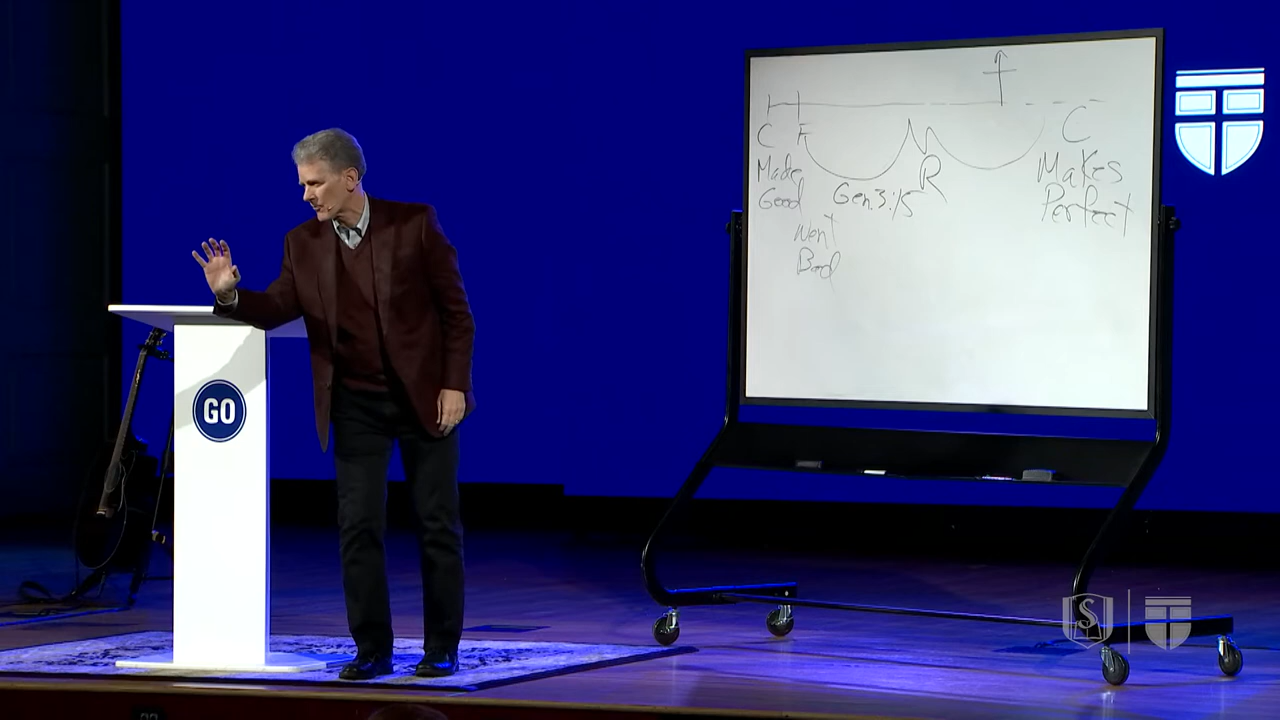 C F
Made
Good
Went
Bad
Gen. 3:15
R
C
Makes
Perfect
GO
S